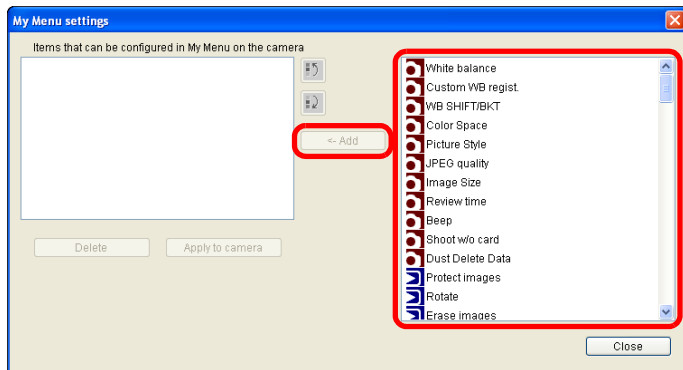 My Menu settings
Items that can be configured in My Menu on the camera
<- Add
Delete
Apply to camera
White balance
Custom WB regist.
WB SHIFT/BKT
Color Space
Picture Style
JPEG quality
Image Size
Review time
Beep
Shoot w/o card
Dust Delete Data
Protect images
Rotate
Erase images
Close